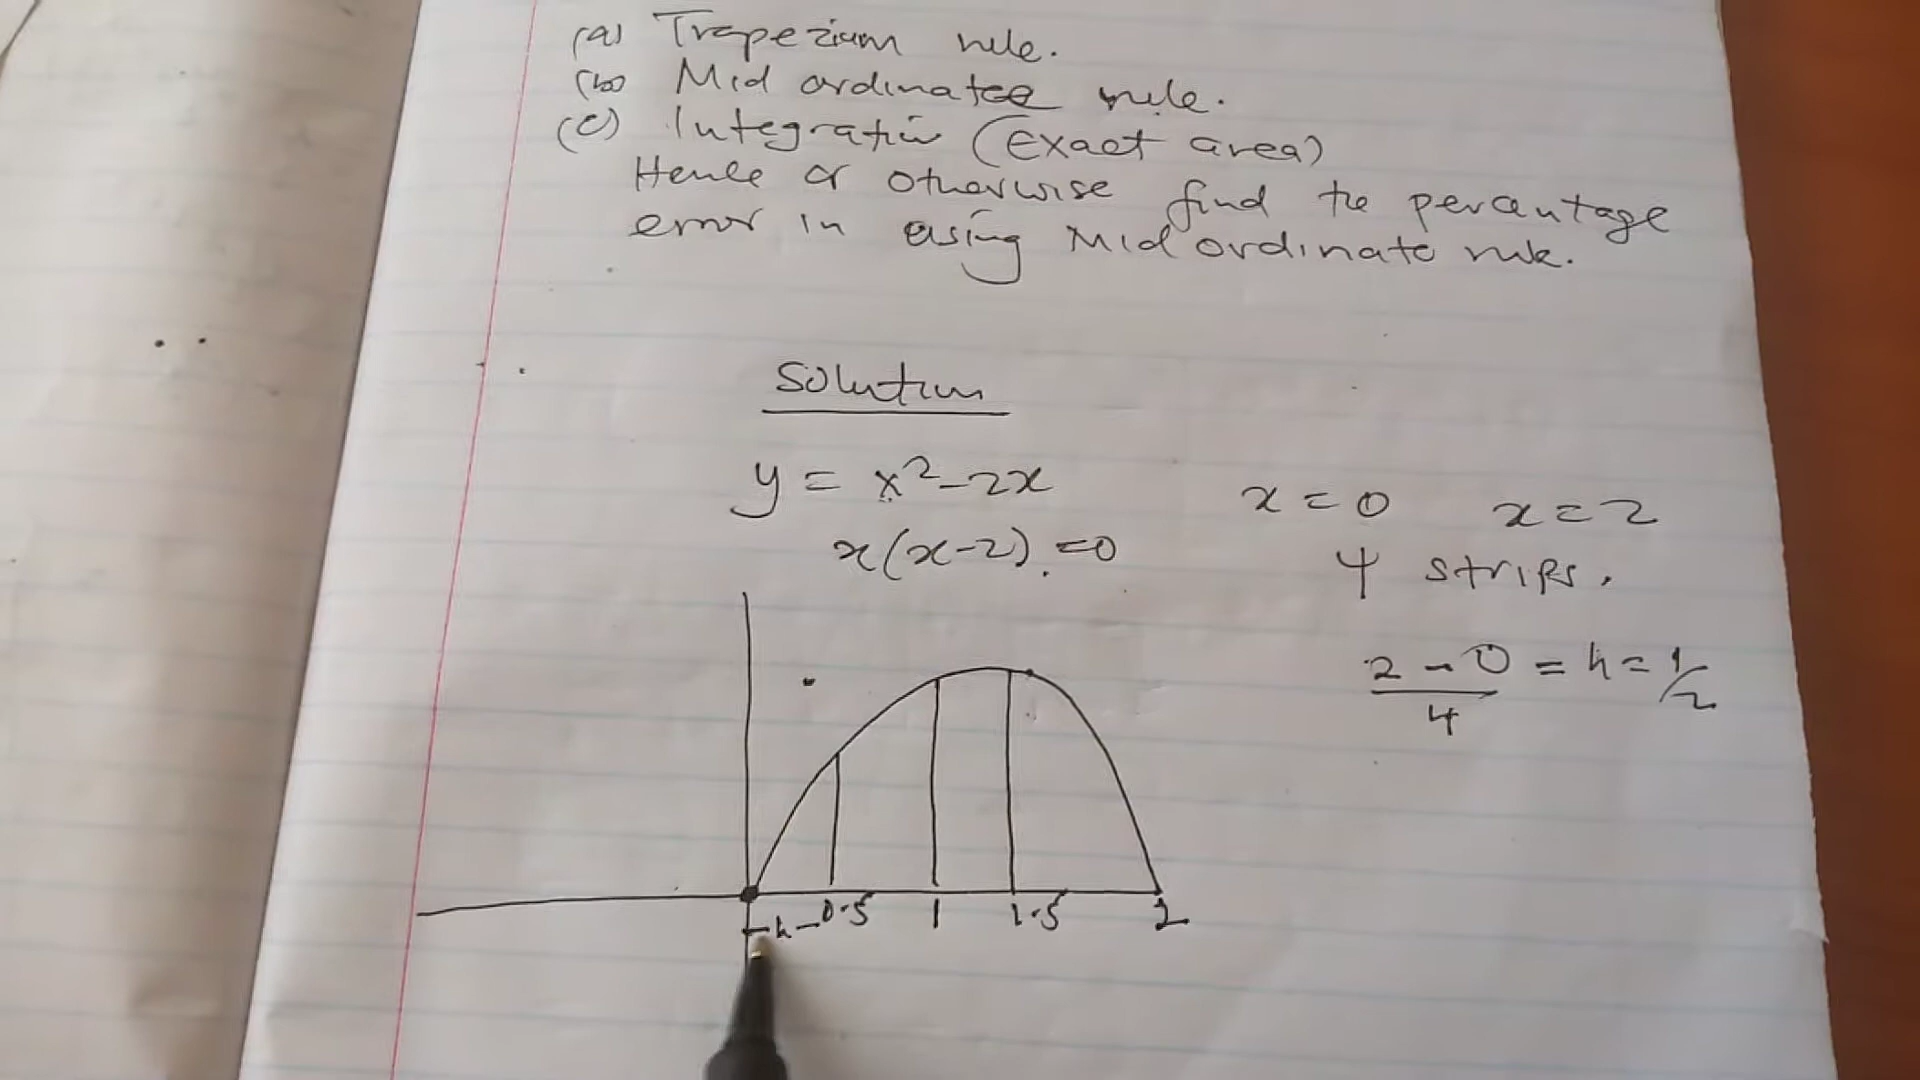 (a) Trapezium rule.
(b) Mid ordinatee rule.
(c) Integration (Exact area)
Hence or otherwise find the percentage
error in using Mid ordinate rule.
Solution
y = x²-2x
x = 0 x = 2
x(x-2) = 0
4 strips.
2 - 0 / 4 = h = 1/2
-h- 0.5 1 1.5 2